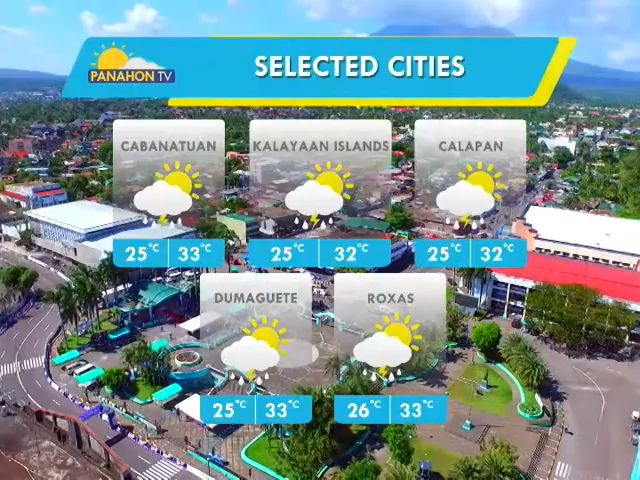 PANAHON TV
SELECTED CITIES
CABANATUAN
25°C 33°C
KALAYAAN ISLANDS
25°C 32°C
CALAPAN
25°C 32°C
DUMAGUETE
25°C 33°C
ROXAS
26°C 33°C